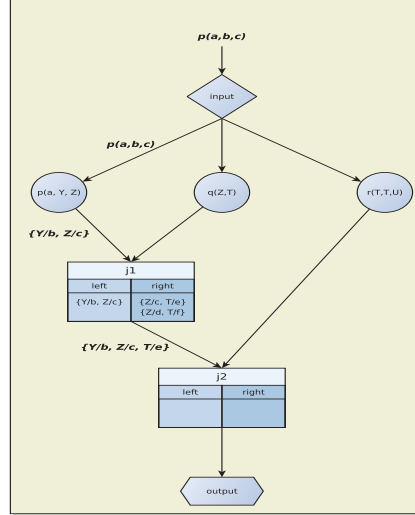 p(a,b,c)
input
p(a,b,c)
p(a, Y, Z)
q(Z,T)
r(T,T,U)
{Y/b, Z/c}
j1
left right
{Y/b, Z/c} {Z/c, T/e}
{Z/d, T/f}
{Y/b, Z/c, T/e}
j2
left right
output